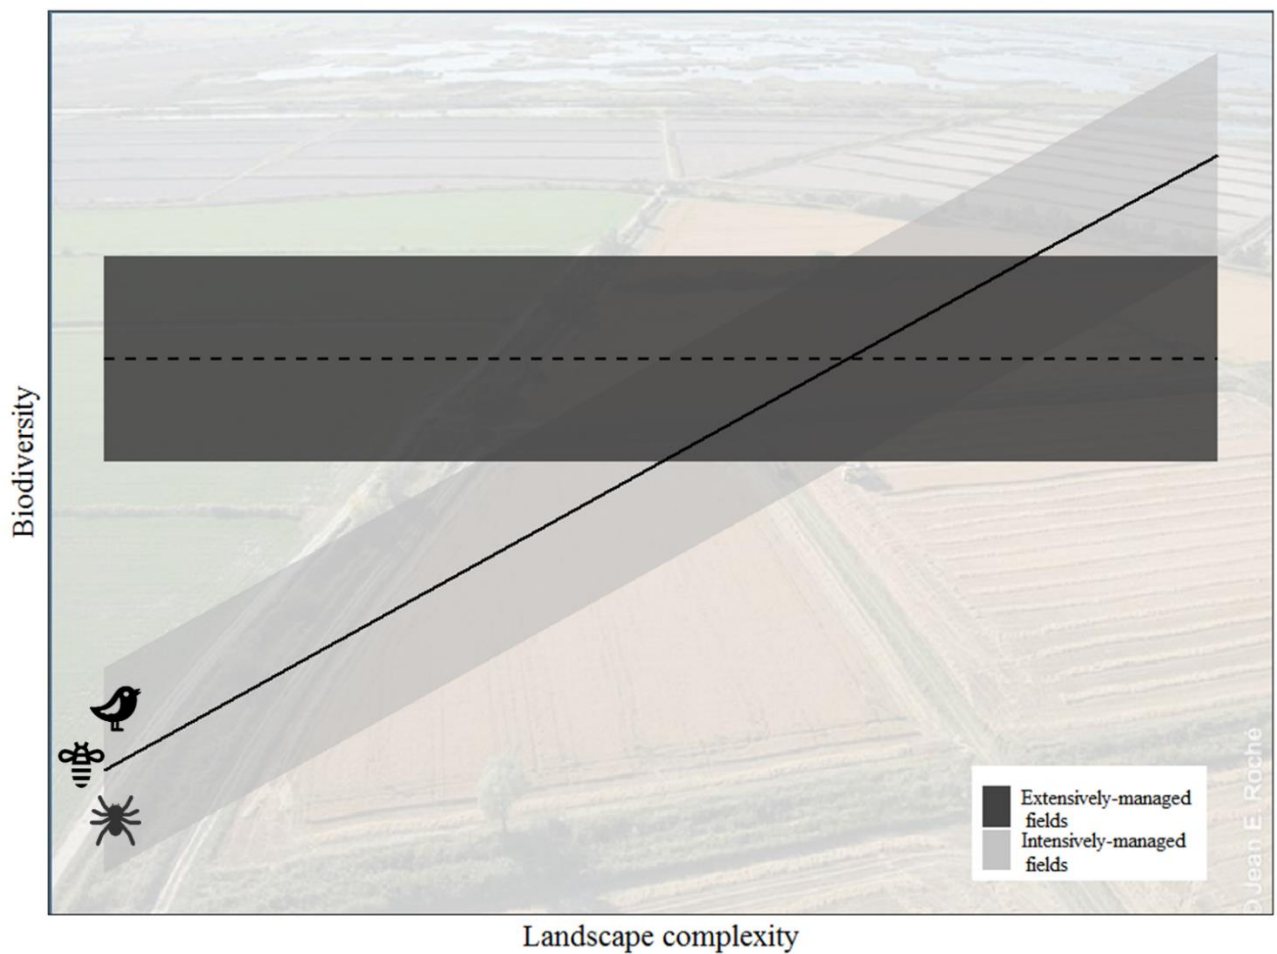 Biodiversity
Extensively-managed
fields
Intensively-managed
fields
© Jean E. Roché
Landscape complexity